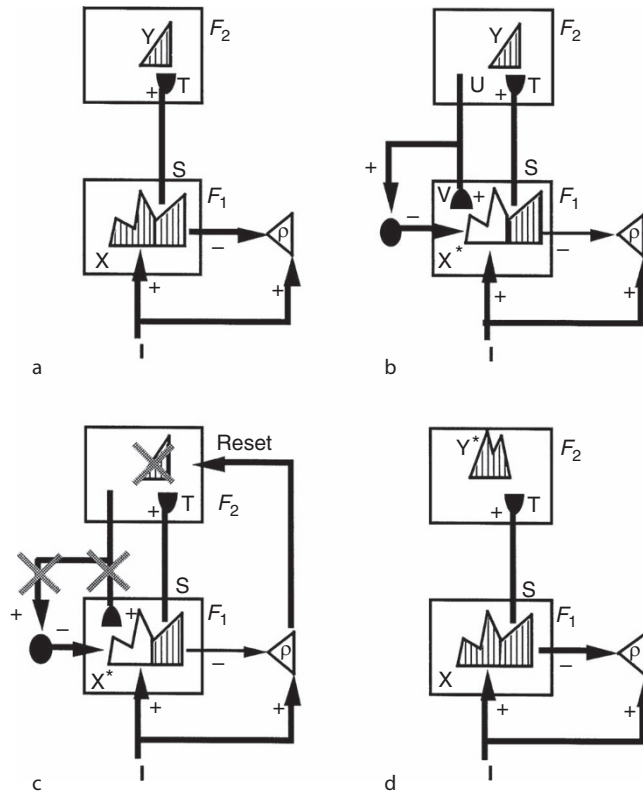 Y
F₂
+
T
S
F₁
X
−
ρ
+
+
I
a
Y
F₂
U
+
T
+
S
V
+
F₁
−
X*
−
ρ
+
+
I
b
Reset
+
T
F₂
S
+
+
F₁
−
X*
−
ρ
+
+
I
c
Y*
F₂
+
T
S
F₁
X
−
ρ
+
+
I
d